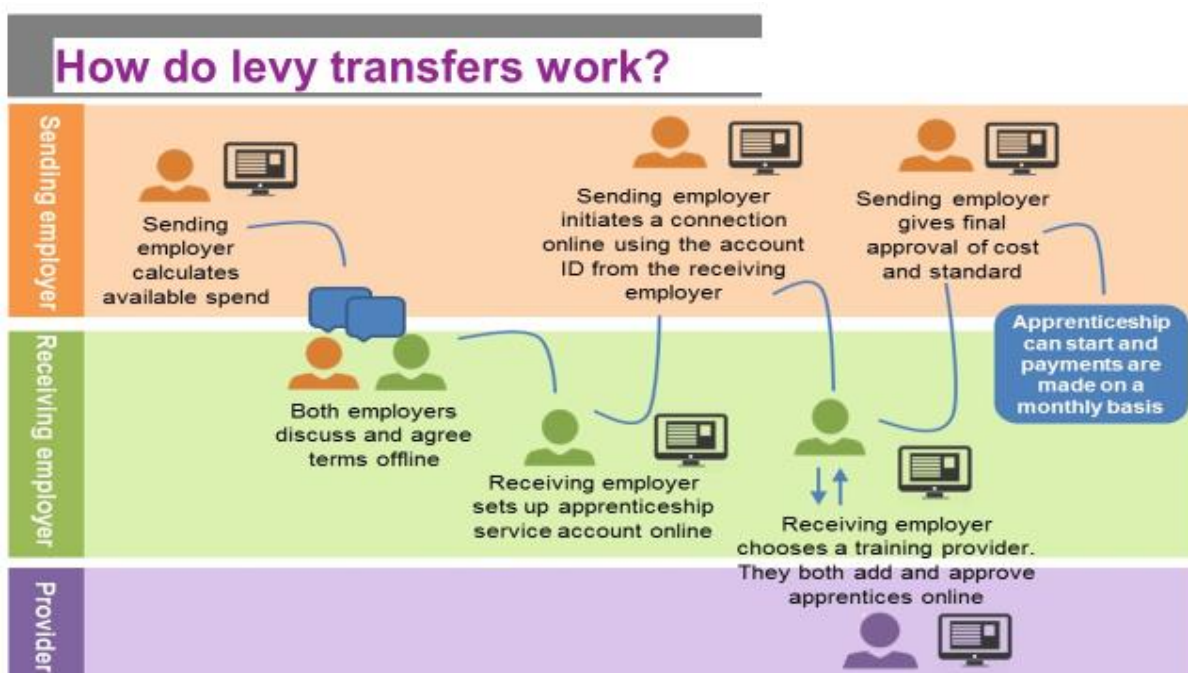 How do levy transfers work?
Sending employer
Sending
employer
calculates
available spend
Sending employer
initiates a connection
online using the account
ID from the receiving
employer
Sending employer
gives final
approval of cost
and standard
Apprenticeship
can start and
payments are
made on a
monthly basis
Receiving employer
Both employers
discuss and agree
terms offline
Receiving employer
sets up apprenticeship
service account online
Receiving employer
chooses a training provider.
They both add and approve
apprentices online
Provider